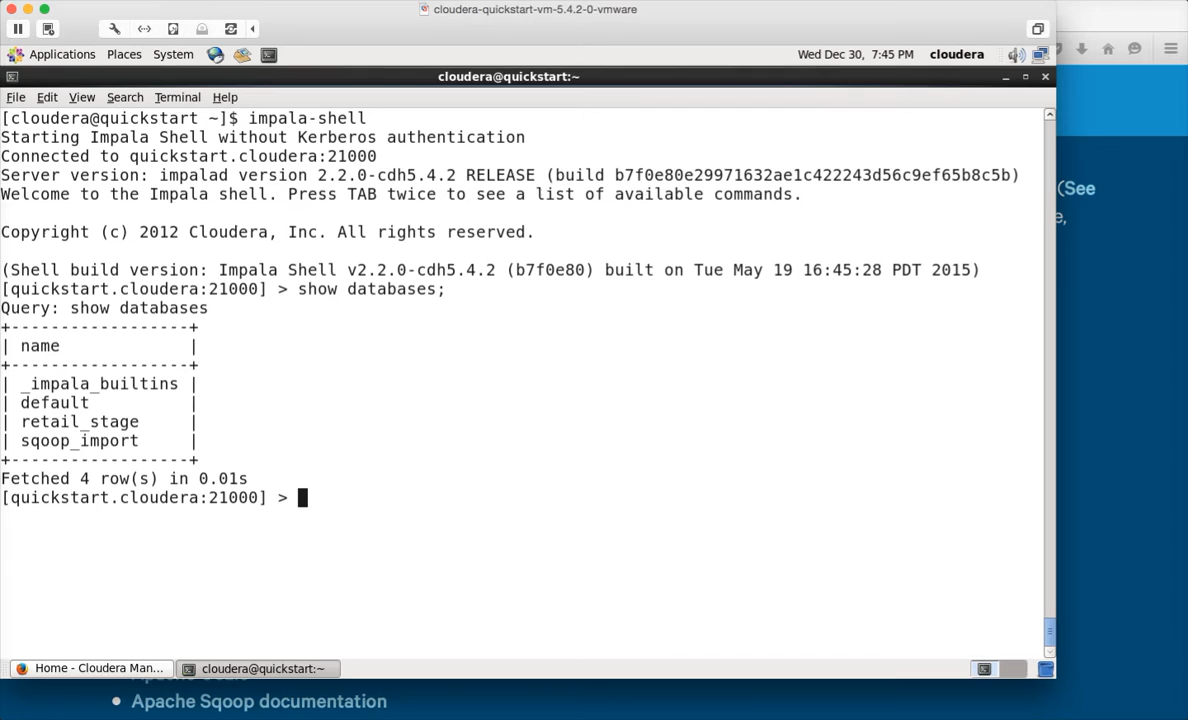 cloudera-quickstart-vm-5.4.2-0-vmware
Applications Places System Wed Dec 30, 7:45 PM cloudera
cloudera@quickstart:~
File Edit View Search Terminal Help
[cloudera@quickstart ~]$ impala-shell
Starting Impala Shell without Kerberos authentication
Connected to quickstart.cloudera:21000
Server version: impalad version 2.2.0-cdh5.4.2 RELEASE (build b7f0e80e29971632ae1c422243d56c9ef65b8c5b)
Welcome to the Impala shell. Press TAB twice to see a list of available commands.
(See
e,
Copyright (c) 2012 Cloudera, Inc. All rights reserved.
(Shell build version: Impala Shell v2.2.0-cdh5.4.2 (b7f0e80) built on Tue May 19 16:45:28 PDT 2015)
[quickstart.cloudera:21000] > show databases;
Query: show databases
+------------------+
| name             |
+------------------+
| _impala_builtins |
| default          |
| retail_stage     |
| sqoop_import     |
+------------------+
Fetched 4 row(s) in 0.01s
[quickstart.cloudera:21000] >
Home - Cloudera Man... cloudera@quickstart:~
Apache Sqoop documentation